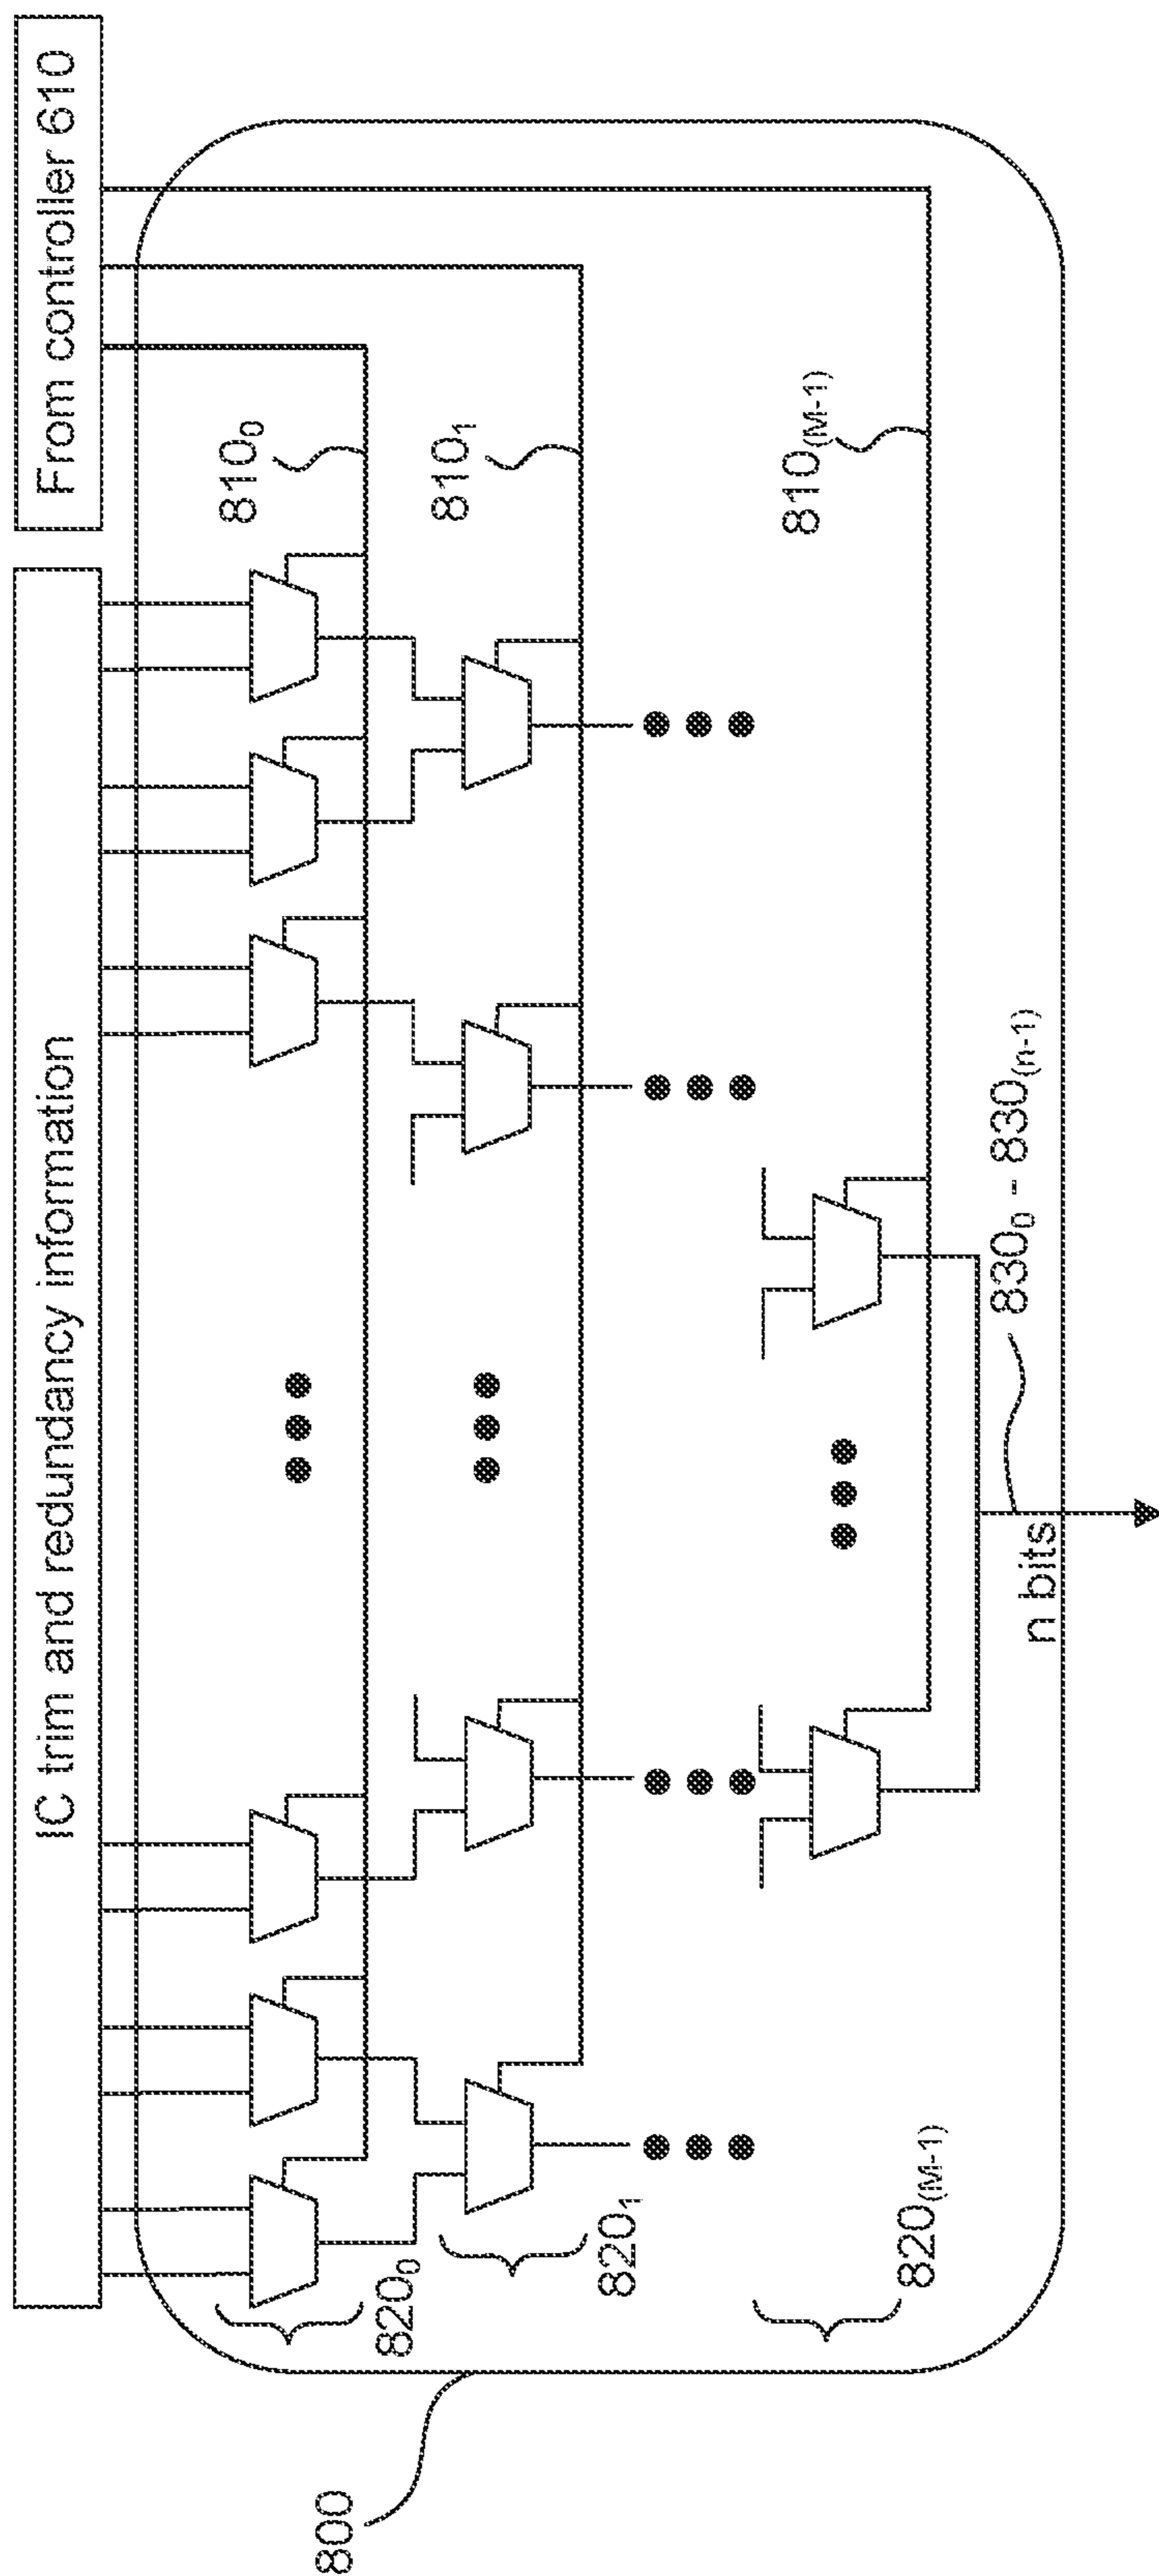 IC trim and redundancy information
From controller 610
810₀
810₁
810₍M-1₎
820₀
820₁
820₍M-1₎
800
830₀ - 830₍n-1₎
n bits